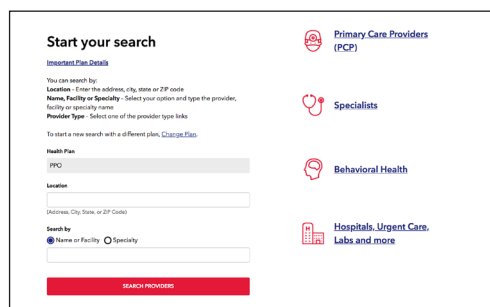 Start your search
Important Plan Details
You can search by:
Location - Enter the address, city, state or ZIP code
Name, Facility or Specialty - Select your option and type the provider,
facility or specialty name
Provider Type - Select one of the provider type links
To start a new search with a different plan, Change Plan.
Health Plan
PPO
Location
(Address, City, State, or ZIP Code)
Search by
Name or Facility Specialty
SEARCH PROVIDERS
Primary Care Providers
(PCP)
Specialists
Behavioral Health
H
Hospitals, Urgent Care,
Labs and more